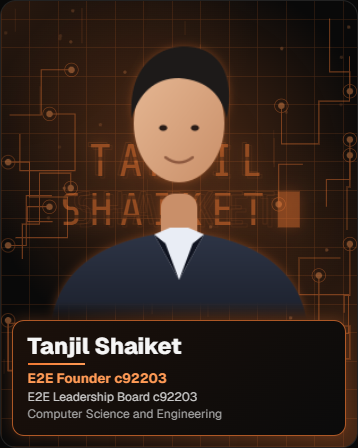 TANJIL
SHAIKET
Tanjil Shaiket
E2E Founder c92203
E2E Leadership Board c92203
Computer Science and Engineering